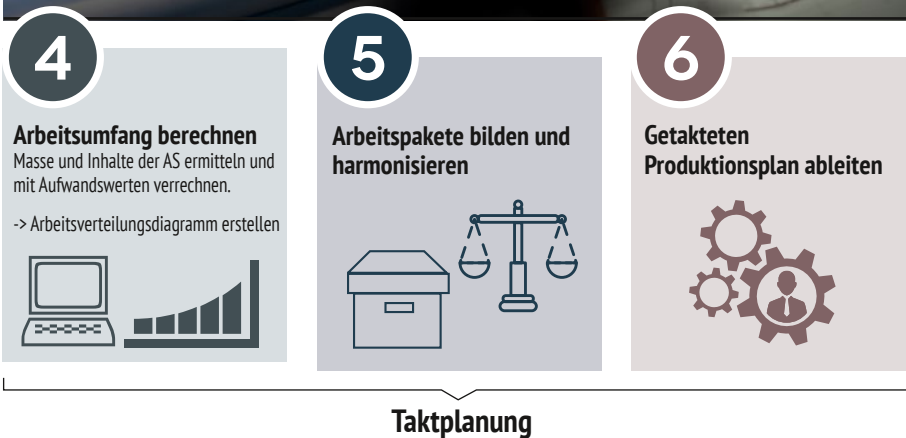 4
Arbeitsumfang berechnen
Masse und Inhalte der AS ermitteln und
mit Aufwandswerten verrechnen.
-> Arbeitsverteilungsdiagramm erstellen
5
Arbeitspakete bilden und
harmonisieren
6
Getakteten
Produktionsplan ableiten
Taktplanung